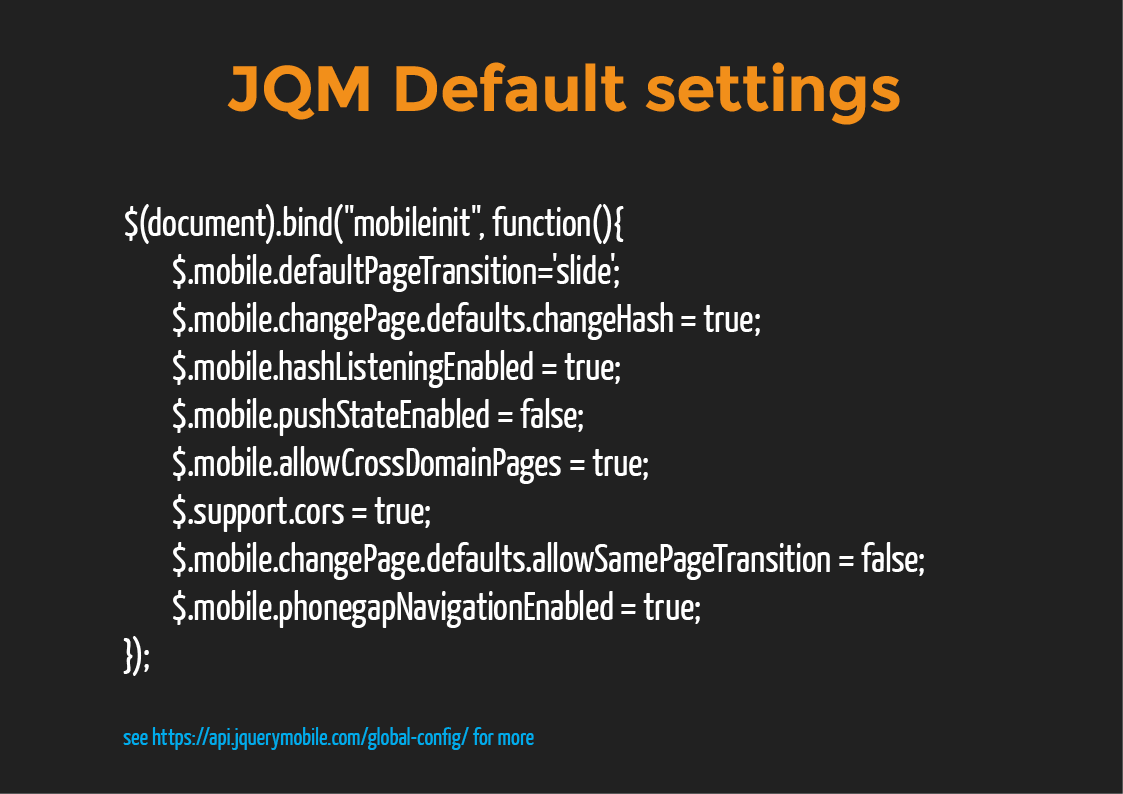 JQM Default settings
$(document).bind("mobileinit", function(){
$.mobile.defaultPageTransition='slide';
$.mobile.changePage.defaults.changeHash = true;
$.mobile.hashListeningEnabled = true;
$.mobile.pushStateEnabled = false;
$.mobile.allowCrossDomainPages = true;
$.support.cors = true;
$.mobile.changePage.defaults.allowSamePageTransition = false;
$.mobile.phonegapNavigationEnabled = true;
});
see https://api.jquerymobile.com/global-config/ for more